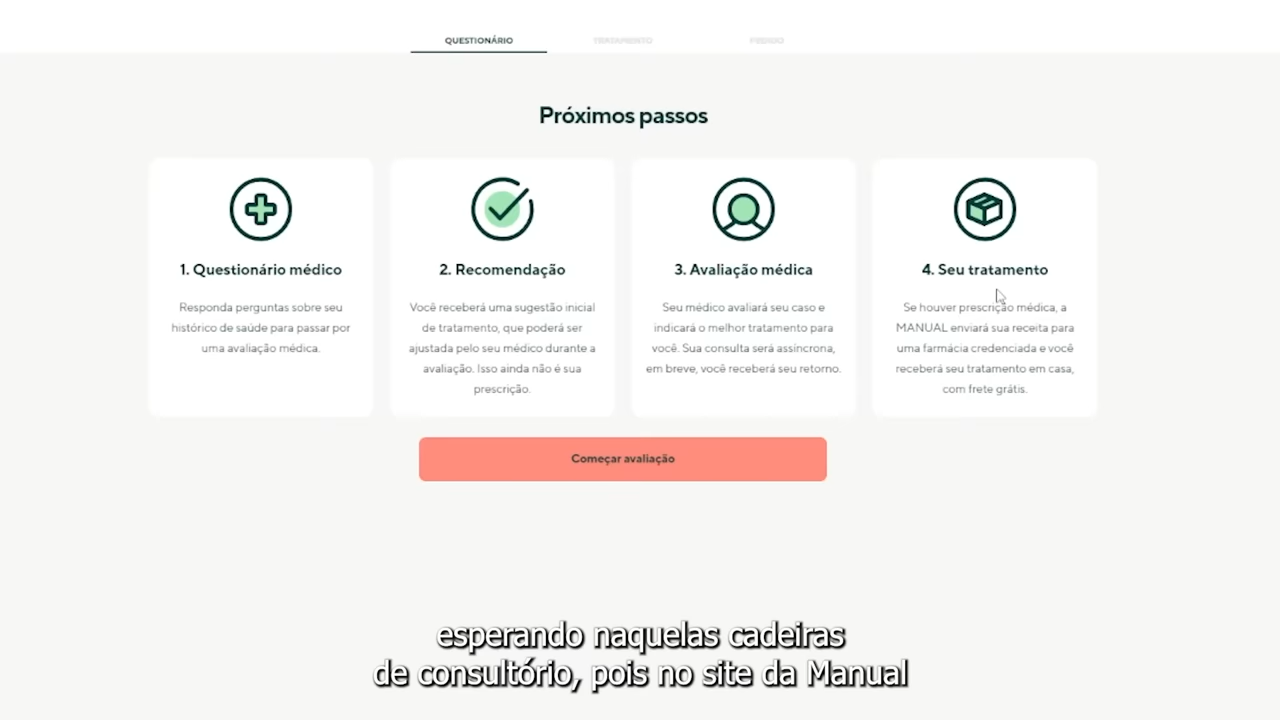 QUESTIONÁRIO
TRATAMENTO
PEDIDO
Próximos passos
1. Questionário médico
Responda perguntas sobre seu
histórico de saúde para passar por
uma avaliação médica.
2. Recomendação
Você receberá uma sugestão inicial
de tratamento, que poderá ser
ajustada pelo seu médico durante a
avaliação. Isso ainda não é sua
prescrição.
3. Avaliação médica
Seu médico avaliará seu caso e
indicará o melhor tratamento para
você. Sua consulta será assíncrona,
em breve, você receberá seu retorno.
4. Seu tratamento
Se houver prescrição médica, a
MANUAL enviará sua receita para
uma farmácia credenciada e você
receberá seu tratamento em casa,
com frete grátis.
Começar avaliação
esperando naquelas cadeiras
de consultório, pois no site da Manual